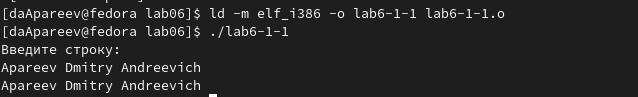 [daApareev@fedora lab06]$ ld -m elf_i386 -o lab6-1-1 lab6-1-1.o
[daApareev@fedora lab06]$ ./lab6-1-1
Введите строку:
Apareev Dmitry Andreevich
Apareev Dmitry Andreevich